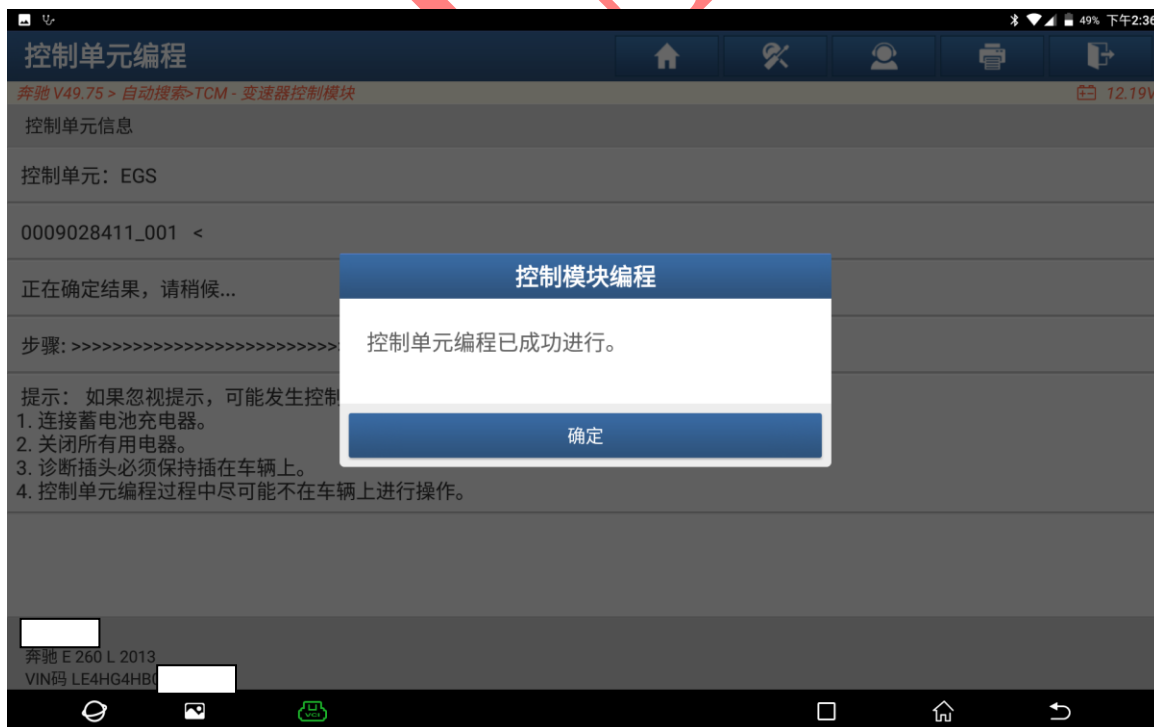 49% 下午2:36
控制单元编程
奔驰 V49.75 > 自动搜索>TCM - 变速器控制模块
12.19V
控制单元信息
控制单元：EGS
0009028411_001 <
正在确定结果，请稍候...
控制模块编程
步骤: >>>>>>>>>>>>>>>>>>>>>>>>>>
控制单元编程已成功进行。
提示： 如果忽视提示，可能发生控制
1. 连接蓄电池充电器。
确定
2. 关闭所有用电器。
3. 诊断插头必须保持插在车辆上。
4. 控制单元编程过程中尽可能不在车辆上进行操作。
奔驰 E 260 L 2013
VIN码 LE4HG4HB
VCI